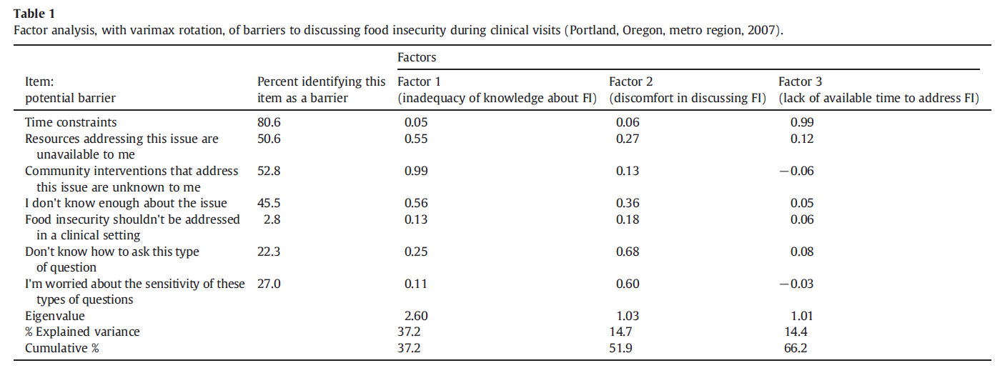 Table 1
Factor analysis, with varimax rotation, of barriers to discussing food insecurity during clinical visits (Portland, Oregon, metro region, 2007).
Factors
Item: Percent identifying this Factor 1 Factor 2 Factor 3
potential barrier item as a barrier (inadequacy of knowledge about FI) (discomfort in discussing FI) (lack of available time to address FI)
Time constraints 80.6 0.05 0.06 0.99
Resources addressing this issue are 50.6 0.55 0.27 0.12
unavailable to me
Community interventions that address 52.8 0.99 0.13 −0.06
this issue are unknown to me
I don't know enough about the issue 45.5 0.56 0.36 0.05
Food insecurity shouldn't be addressed 2.8 0.13 0.18 0.06
in a clinical setting
Don't know how to ask this type 22.3 0.25 0.68 0.08
of question
I'm worried about the sensitivity of these 27.0 0.11 0.60 −0.03
types of questions
Eigenvalue 2.60 1.03 1.01
% Explained variance 37.2 14.7 14.4
Cumulative % 37.2 51.9 66.2